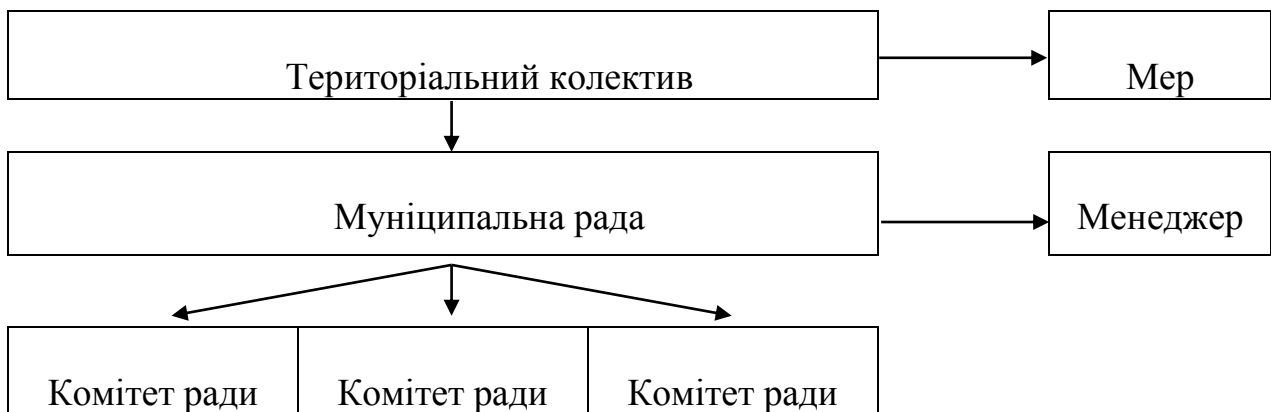 Територіальний колектив
Мер
Муніципальна рада
Менеджер
Комітет ради
Комітет ради
Комітет ради